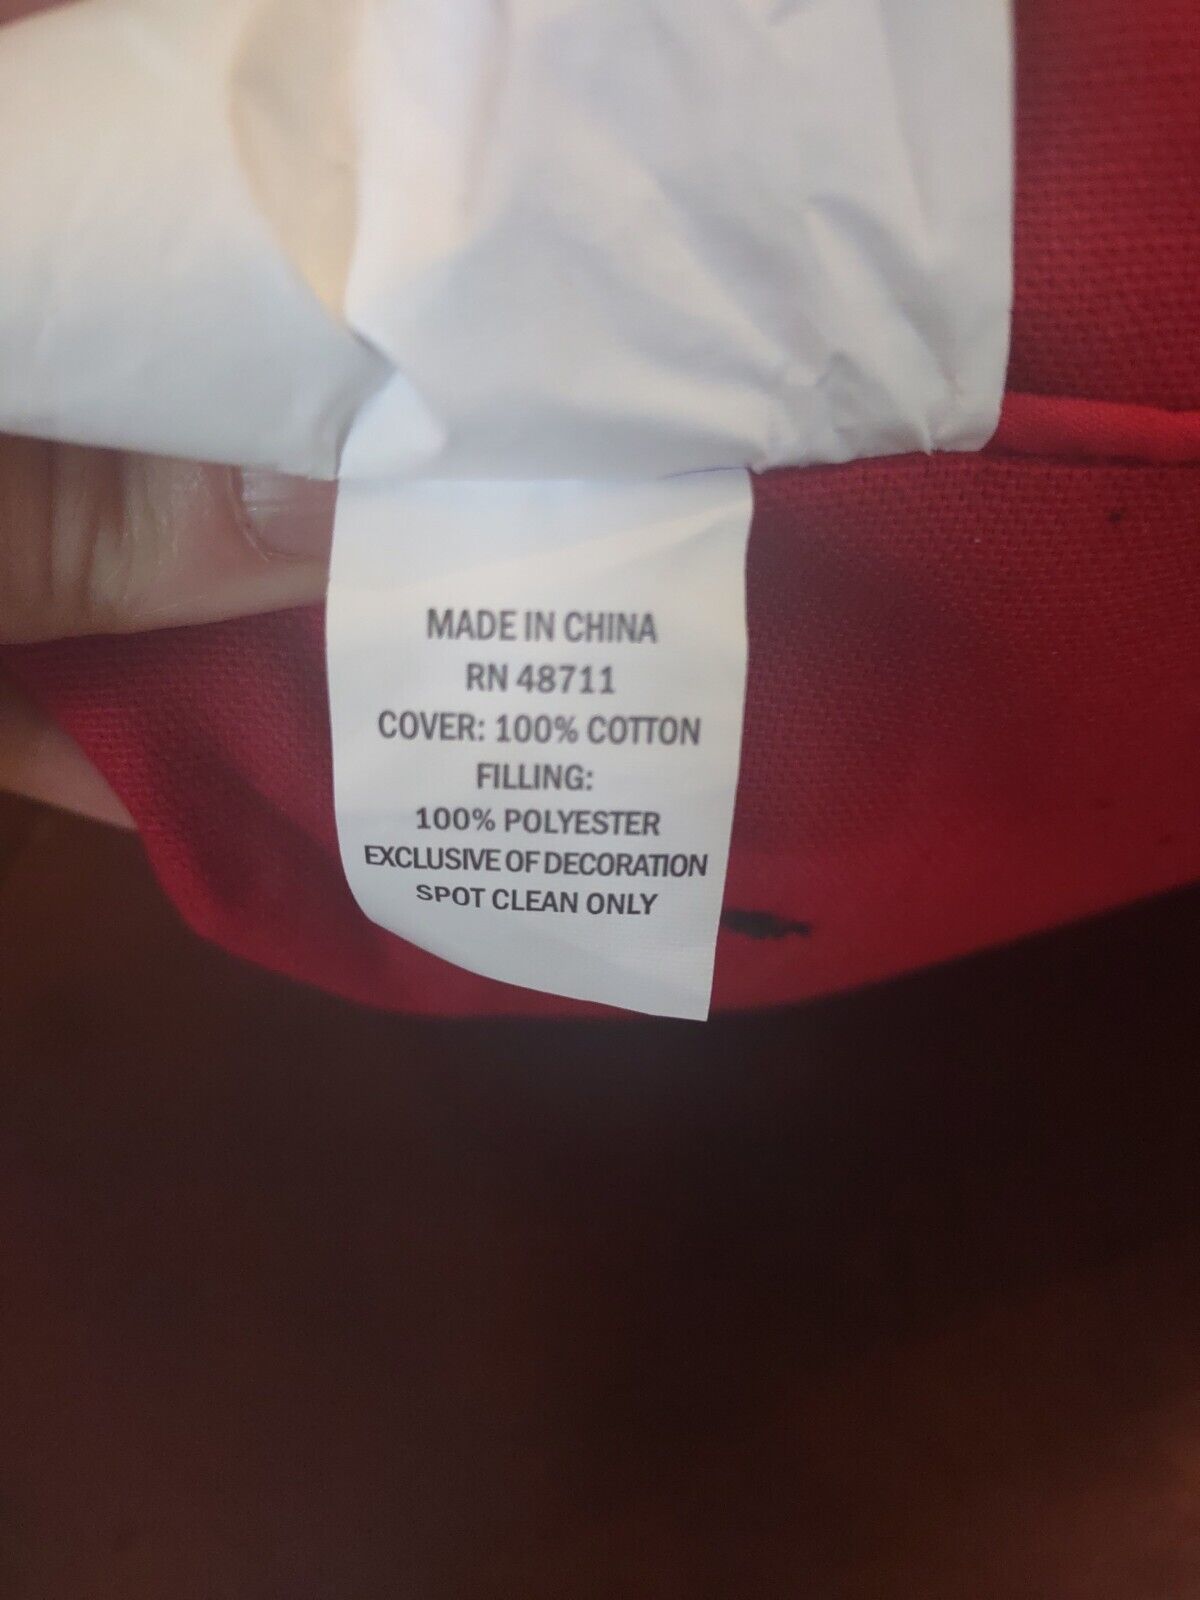 MADE IN CHINA
RN 48711
COVER: 100% COTTON
FILLING:
100% POLYESTER
EXCLUSIVE OF DECORATION
SPOT CLEAN ONLY